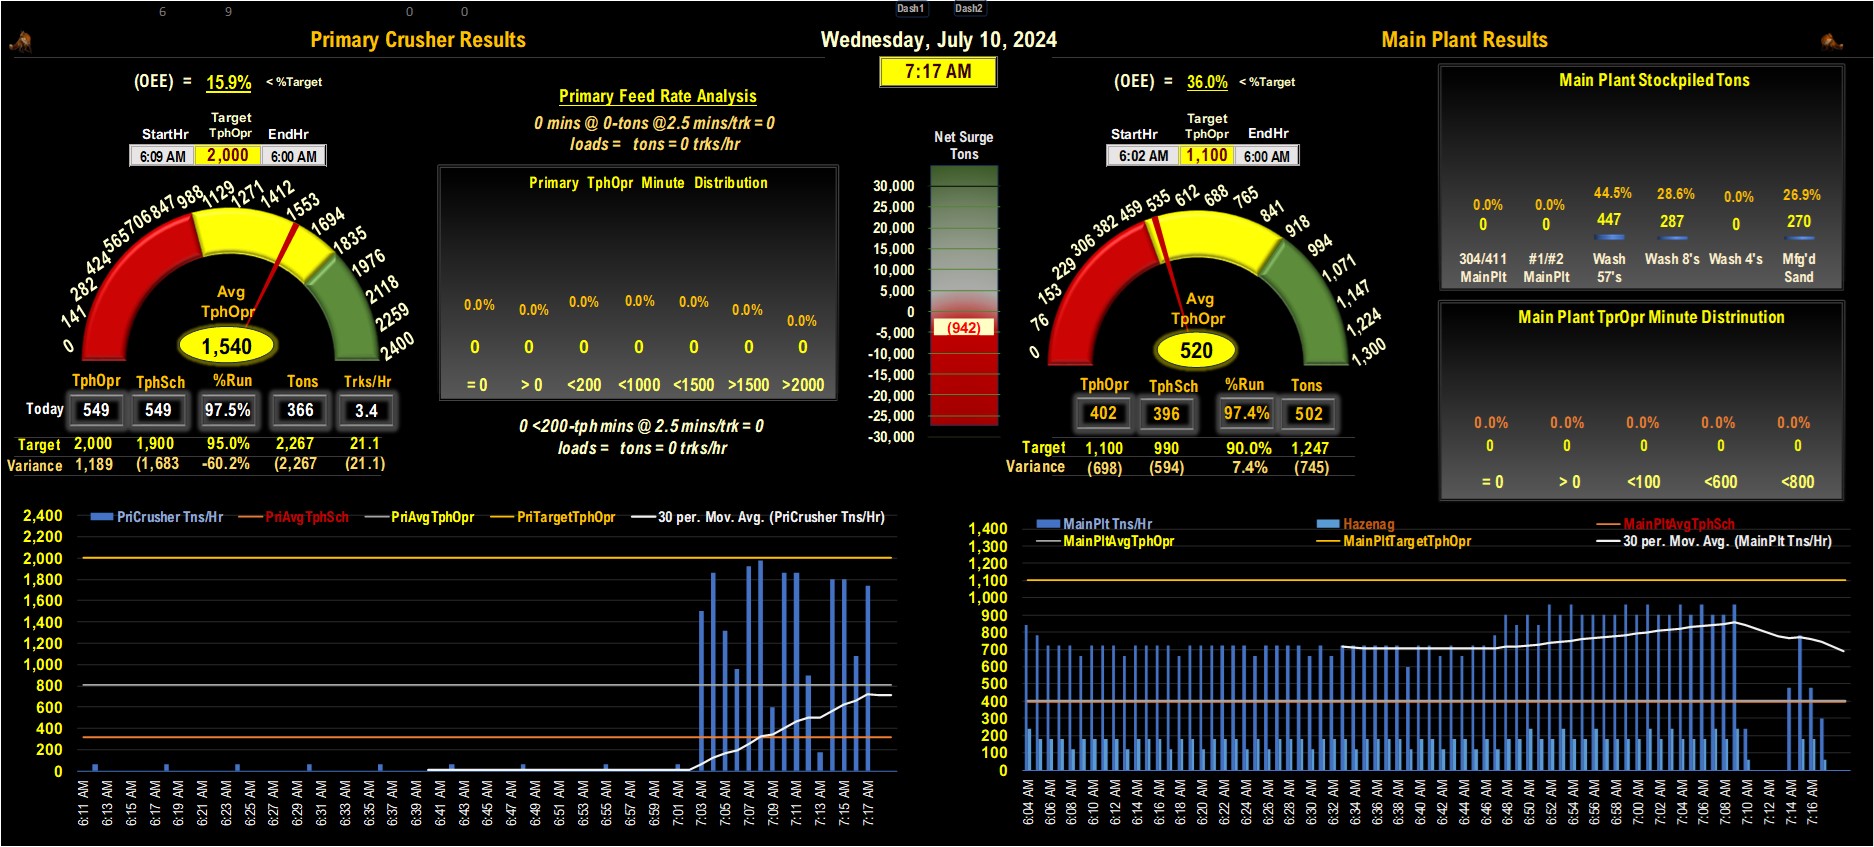 6 9 0 0 Dash1 Dash2
Primary Crusher Results
Wednesday, July 10, 2024
Main Plant Results
7:17 AM
(OEE) = 15.9% < %Target
Target
StartHr TphOpr EndHr
6:09 AM 2,000 6:00 AM
0 141 282 424 565 706 847 988 1129 1271 1412 1553 1694 1835 1976 2118 2259 2400
Avg
TphOpr
1,540
TphOpr TphSch %Run Tons Trks/Hr
Today 549 549 97.5% 366 3.4
Target 2,000 1,900 95.0% 2,267 21.1
Variance 1,189 (1,683 -60.2% (2,267 (21.1)
Primary Feed Rate Analysis
0 mins @ 0-tons @2.5 mins/trk = 0
loads = tons = 0 trks/hr
Primary TphOpr Minute Distribution
0.0% 0.0% 0.0% 0.0% 0.0% 0.0% 0.0%
0 0 0 0 0 0 0
= 0 > 0 <200 <1000 <1500 >1500 >2000
0 <200-tph mins @ 2.5 mins/trk = 0
loads = tons = 0 trks/hr
Net Surge
Tons
30,000
25,000
20,000
15,000
10,000
5,000
0
-5,000
-10,000
-15,000
-20,000
-25,000
-30,000
(942)
(OEE) = 36.0% < %Target
Target
StartHr TphOpr EndHr
6:02 AM 1,100 6:00 AM
0 76 153 229 306 382 459 535 612 688 765 841 918 994 1,071 1,147 1,224 1,300
Avg
TphOpr
520
TphOpr TphSch %Run Tons
402 396 97.4% 502
Target 1,100 990 90.0% 1,247
Variance (698) (594) 7.4% (745)
Main Plant Stockpiled Tons
0.0% 0.0% 44.5% 28.6% 0.0% 26.9%
0 0 447 287 0 270
304/411 #1/#2 Wash Wash 8's Wash 4's Mfg'd
MainPlt MainPlt 57's Sand
Main Plant TprOpr Minute Distrinution
0.0% 0.0% 0.0% 0.0% 0.0%
0 0 0 0 0
= 0 > 0 <100 <600 <800
PriCrusher Tns/Hr PriAvgTphSch PriAvgTphOpr PriTargetTphOpr 30 per. Mov. Avg. (PriCrusher Tns/Hr)
2,400
2,200
2,000
1,800
1,600
1,400
1,200
1,000
800
600
400
200
0
6:11 AM 6:13 AM 6:15 AM 6:17 AM 6:19 AM 6:21 AM 6:23 AM 6:25 AM 6:27 AM 6:29 AM 6:31 AM 6:33 AM 6:35 AM 6:37 AM 6:39 AM 6:41 AM 6:43 AM 6:45 AM 6:47 AM 6:49 AM 6:51 AM 6:53 AM 6:55 AM 6:57 AM 6:59 AM 7:01 AM 7:03 AM 7:05 AM 7:07 AM 7:09 AM 7:11 AM 7:13 AM 7:15 AM 7:17 AM
MainPlt Tns/Hr Hazenag MainPltAvgTphSch
MainPltAvgTphOpr MainPltTargetTphOpr 30 per. Mov. Avg. (MainPlt Tns/Hr)
1,400
1,300
1,200
1,100
1,000
900
800
700
600
500
400
300
200
100
0
6:04 AM 6:06 AM 6:08 AM 6:10 AM 6:12 AM 6:14 AM 6:16 AM 6:18 AM 6:20 AM 6:22 AM 6:24 AM 6:26 AM 6:28 AM 6:30 AM 6:32 AM 6:34 AM 6:36 AM 6:38 AM 6:40 AM 6:42 AM 6:44 AM 6:46 AM 6:48 AM 6:50 AM 6:52 AM 6:54 AM 6:56 AM 6:58 AM 7:00 AM 7:02 AM 7:04 AM 7:06 AM 7:08 AM 7:10 AM 7:12 AM 7:14 AM 7:16 AM